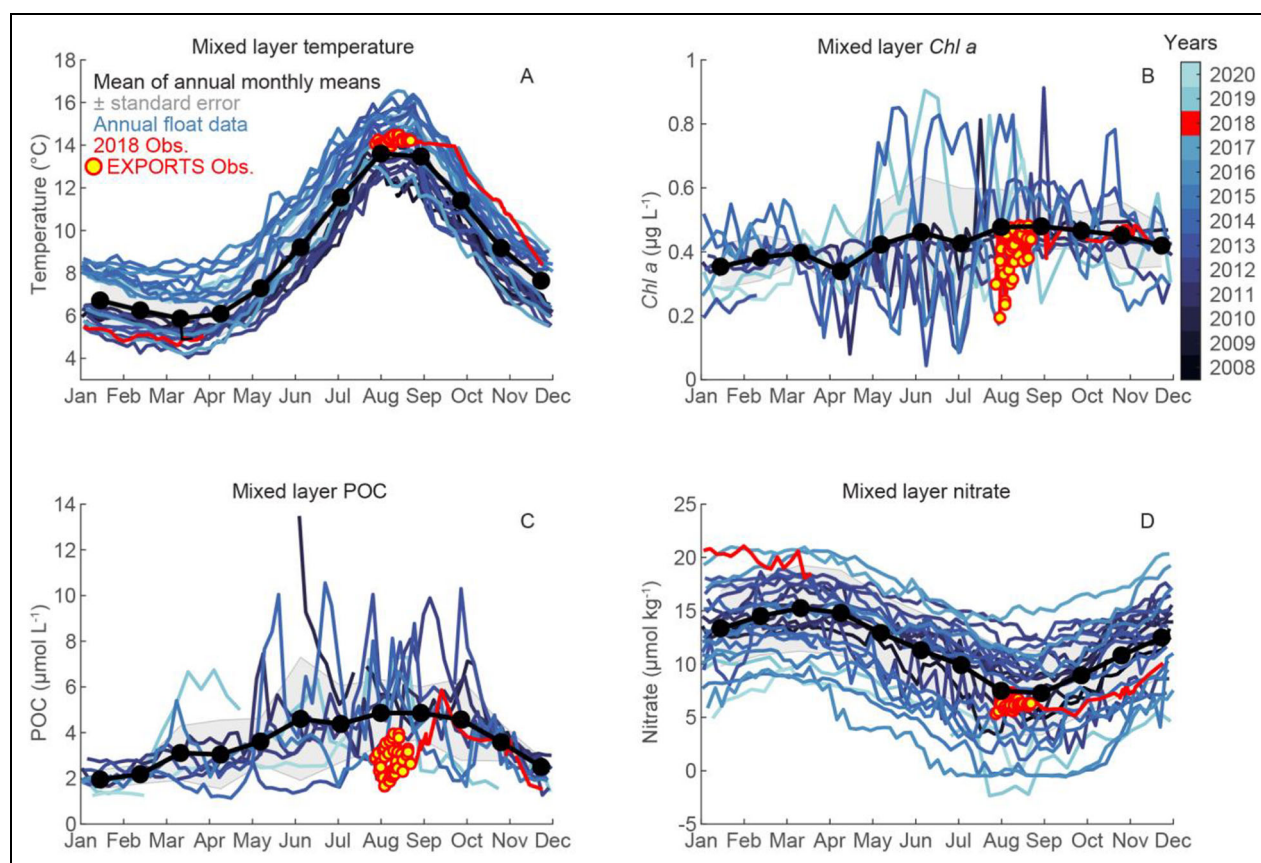 Mixed layer temperature
A
18
16
14
12
10
8
6
4
Temperature (°C)
Mean of annual monthly means
± standard error
Annual float data
2018 Obs.
EXPORTS Obs.
Jan Feb Mar Apr May Jun Jul Aug Sep Oct Nov Dec
Mixed layer Chl a
B
1
0.8
0.6
0.4
0.2
0
Chl a (µg L-1)
Jan Feb Mar Apr May Jun Jul Aug Sep Oct Nov Dec
Years
2020
2019
2018
2017
2016
2015
2014
2013
2012
2011
2010
2009
2008
Mixed layer POC
C
14
12
10
8
6
4
2
0
POC (µmol L-1)
Jan Feb Mar Apr May Jun Jul Aug Sep Oct Nov Dec
Mixed layer nitrate
D
25
20
15
10
5
0
-5
Nitrate (µmol kg-1)
Jan Feb Mar Apr May Jun Jul Aug Sep Oct Nov Dec